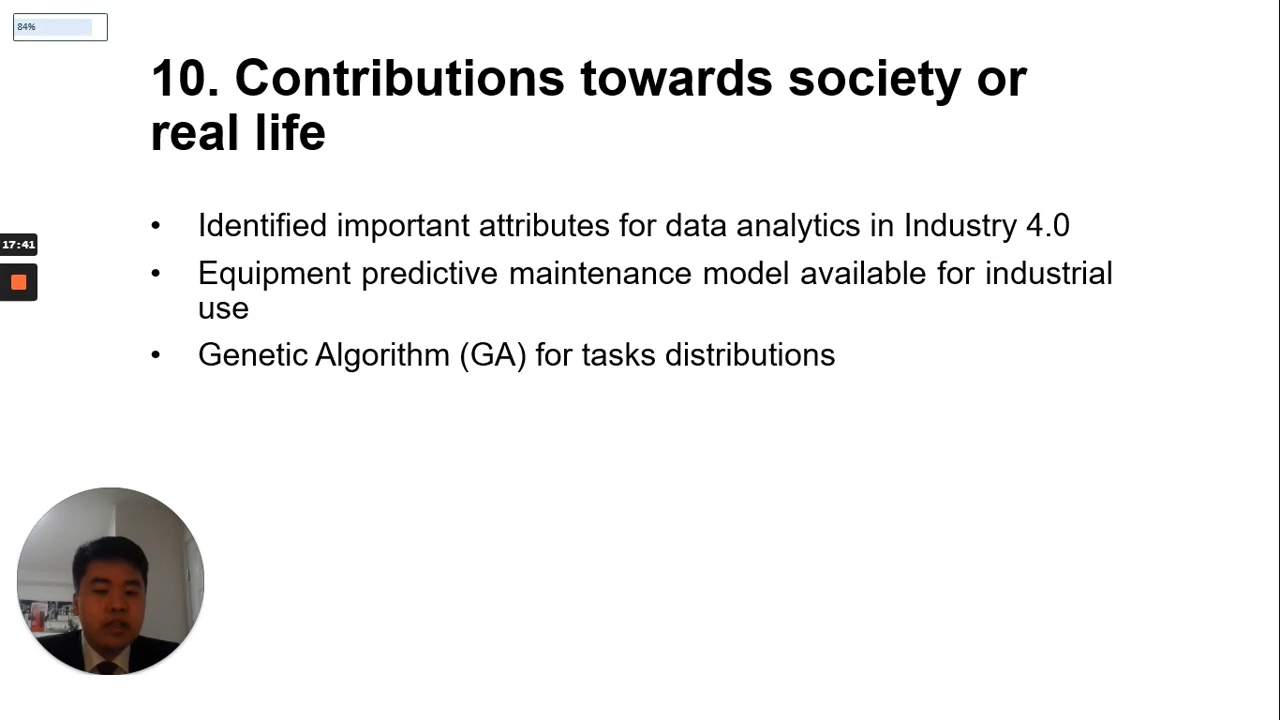 84%
10. Contributions towards society or
real life
• Identified important attributes for data analytics in Industry 4.0
17:41
• Equipment predictive maintenance model available for industrial
use
• Genetic Algorithm (GA) for tasks distributions